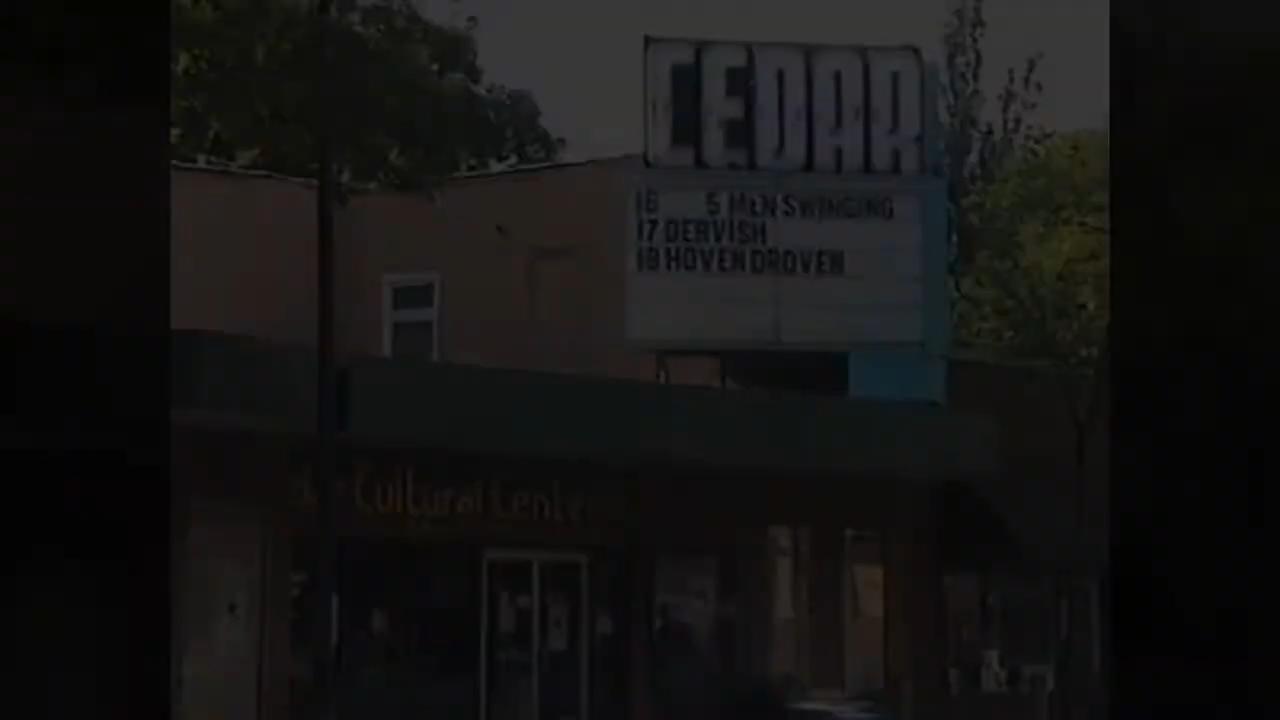 CEDAR
16 5 MEN SWINGING
17 DERVISH
18 HOVEN DROVEN
Cultural Center